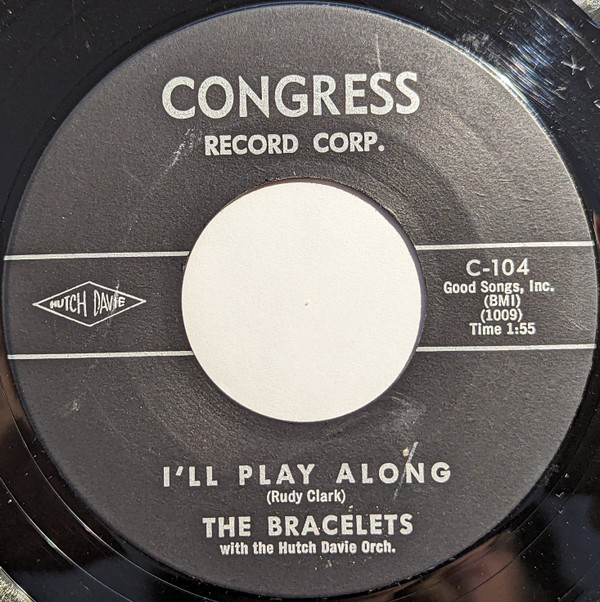 CONGRESS
RECORD CORP.
HUTCH DAVIE
C-104
Good Songs, Inc.
(BMI)
(1009)
Time 1:55
I'LL PLAY ALONG
(Rudy Clark)
THE BRACELETS
with the Hutch Davie Orch.